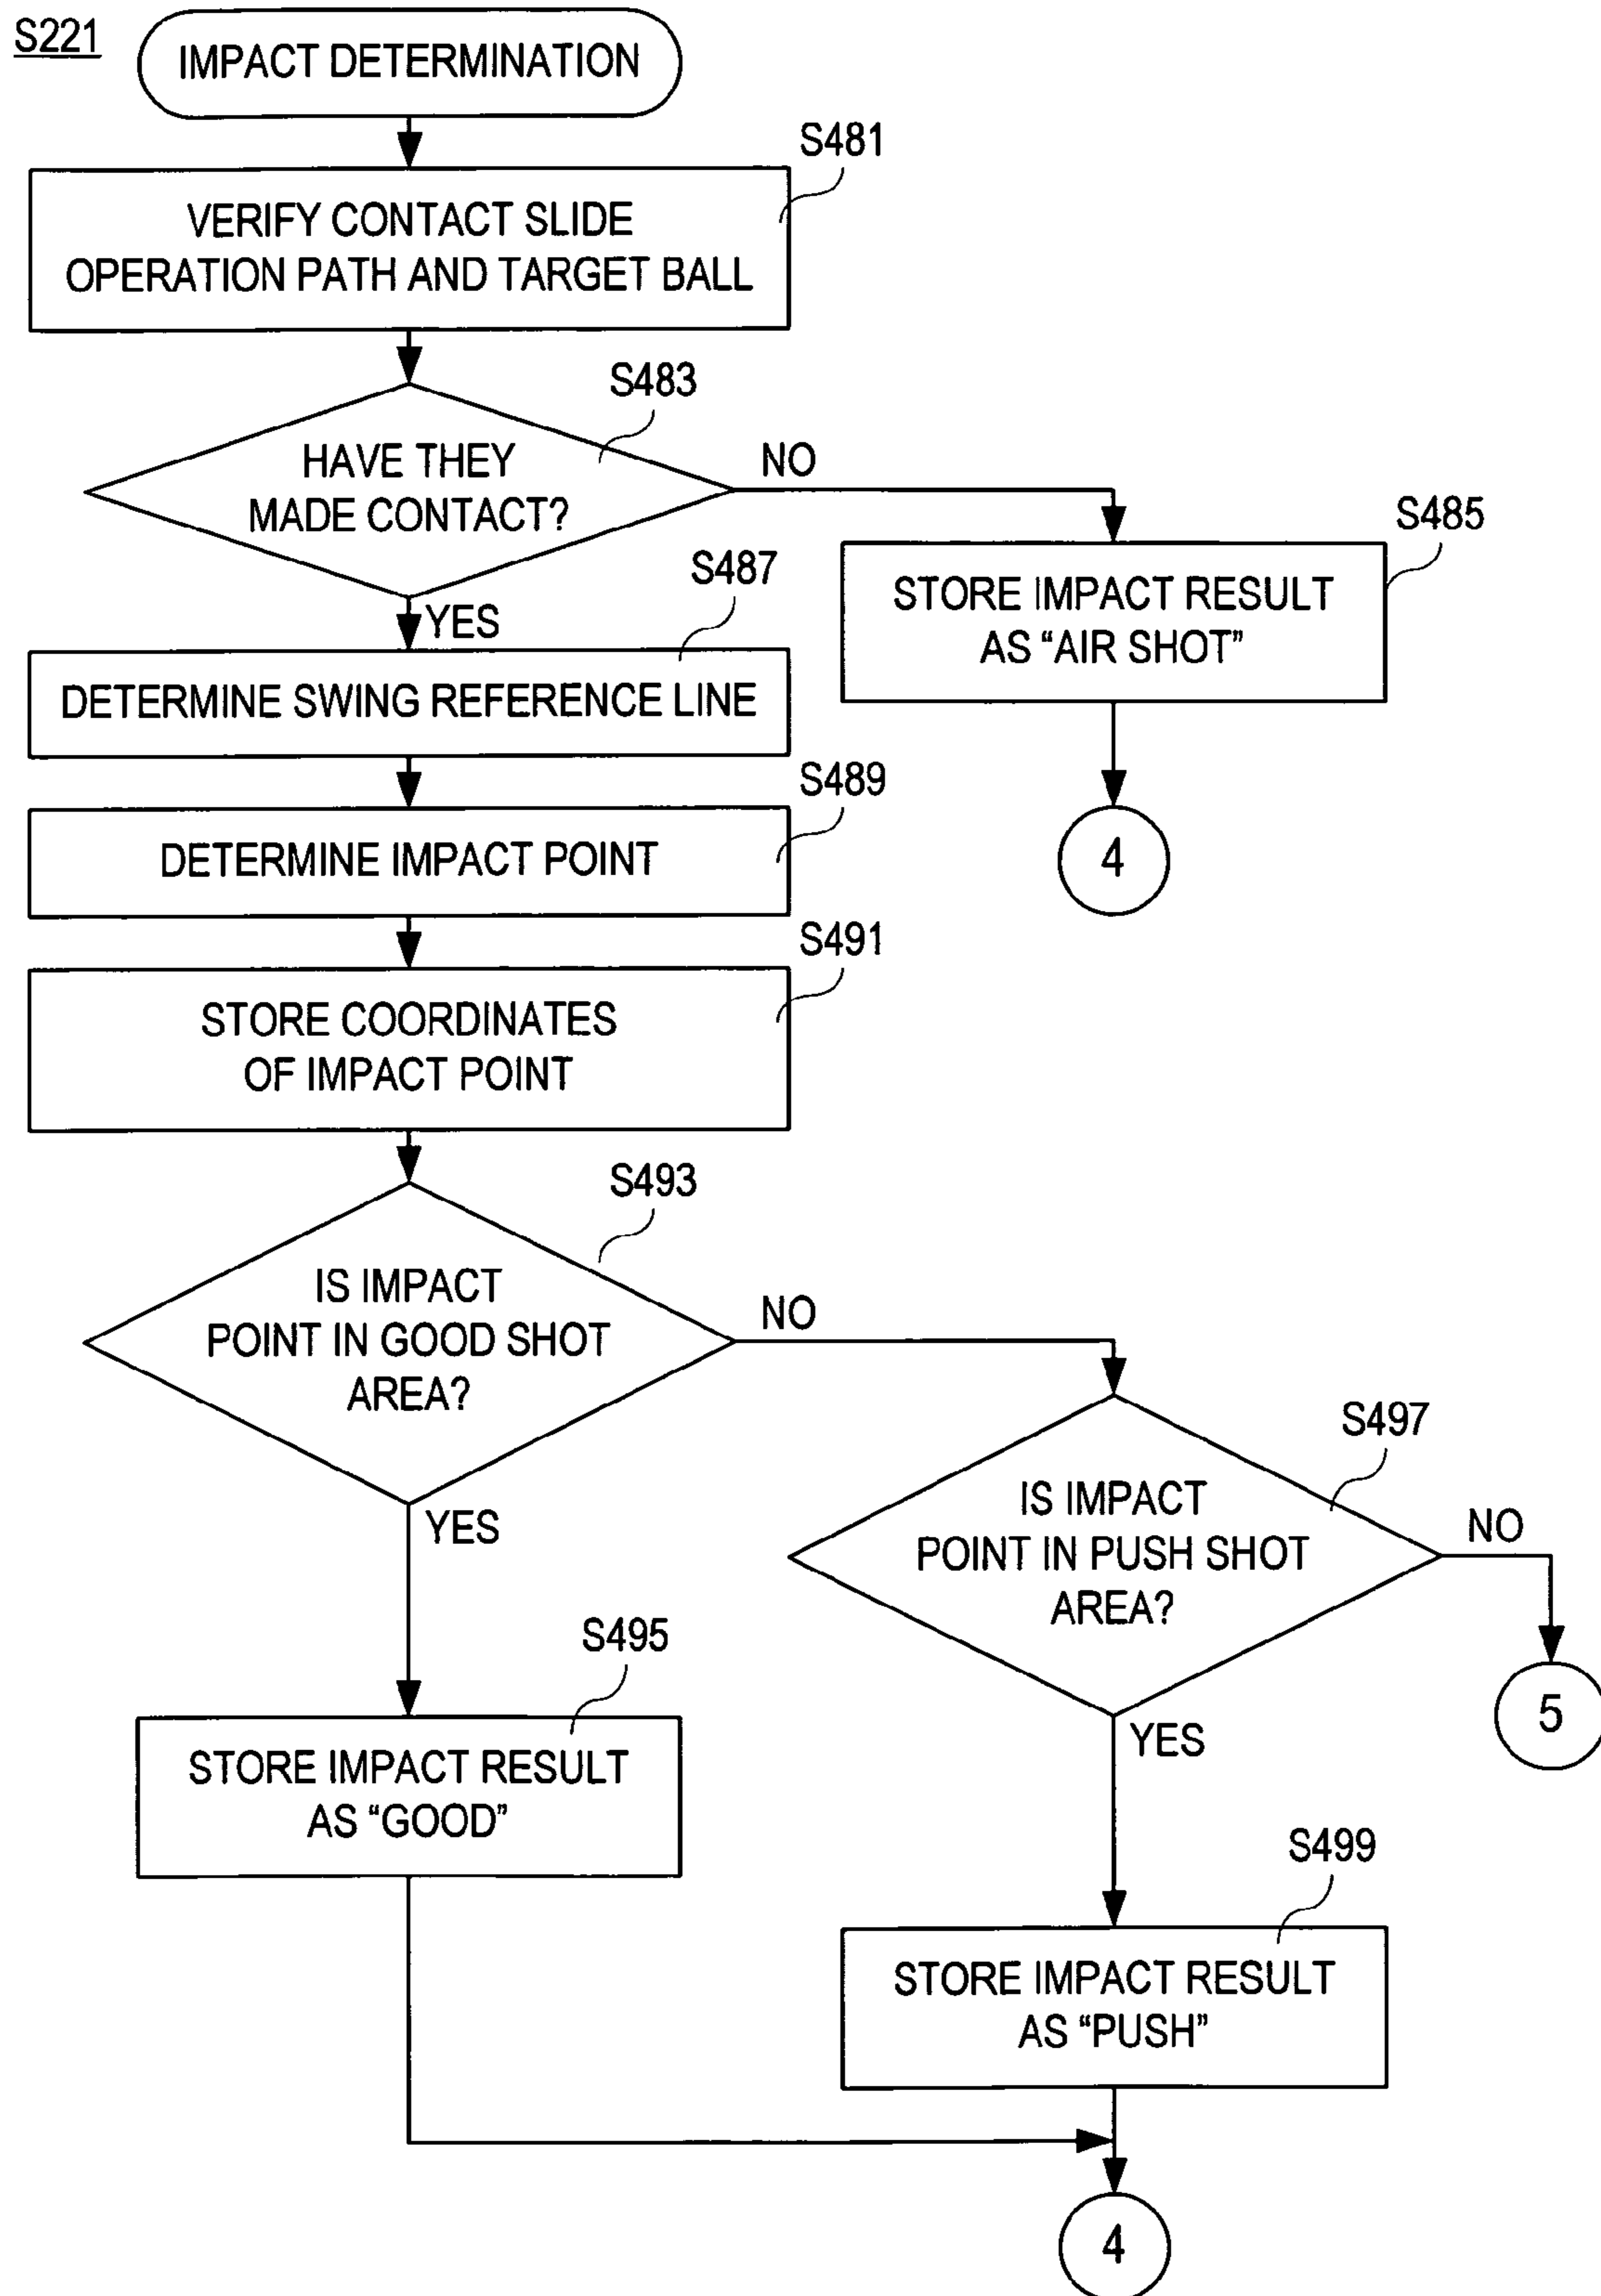 S221
IMPACT DETERMINATION
S481
VERIFY CONTACT SLIDE
OPERATION PATH AND TARGET BALL
S483
HAVE THEY
MADE CONTACT?
NO
YES
S485
STORE IMPACT RESULT
AS “AIR SHOT”
4
S487
DETERMINE SWING REFERENCE LINE
S489
DETERMINE IMPACT POINT
S491
STORE COORDINATES
OF IMPACT POINT
S493
IS IMPACT
POINT IN GOOD SHOT
AREA?
NO
YES
S495
STORE IMPACT RESULT
AS “GOOD”
S497
IS IMPACT
POINT IN PUSH SHOT
AREA?
NO
5
YES
S499
STORE IMPACT RESULT
AS “PUSH”
4